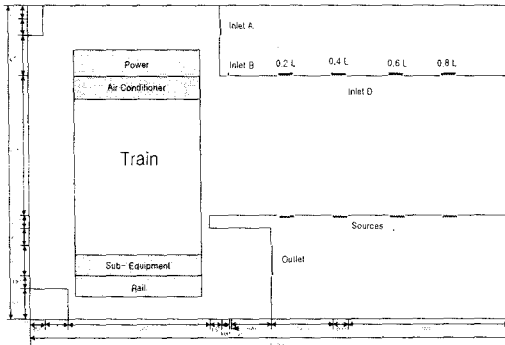 Inlet A
Power
Inlet B
0,2 L
0,4 L
0,6 L
0,8 L
Air Conditioner
Inlet D
Train
Sources
Sub- Equipment
Outlet
Rail